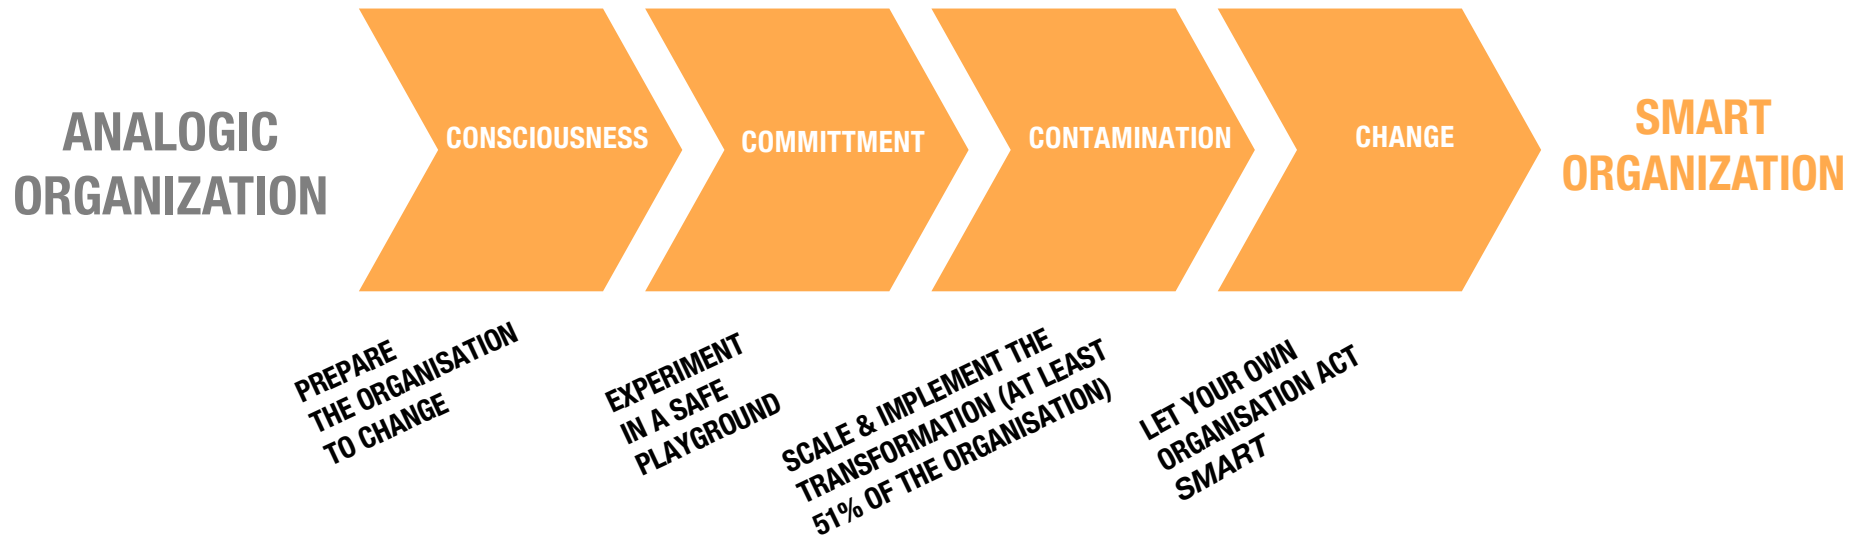 ANALOGIC
ORGANIZATION
CONSCIOUSNESS
COMMITTMENT
CONTAMINATION
CHANGE
SMART
ORGANIZATION
PREPARE
THE ORGANISATION
TO CHANGE
EXPERIMENT
IN A SAFE
PLAYGROUND
SCALE & IMPLEMENT THE
TRANSFORMATION (AT LEAST
51% OF THE ORGANISATION)
LET YOUR OWN
ORGANISATION ACT
SMART